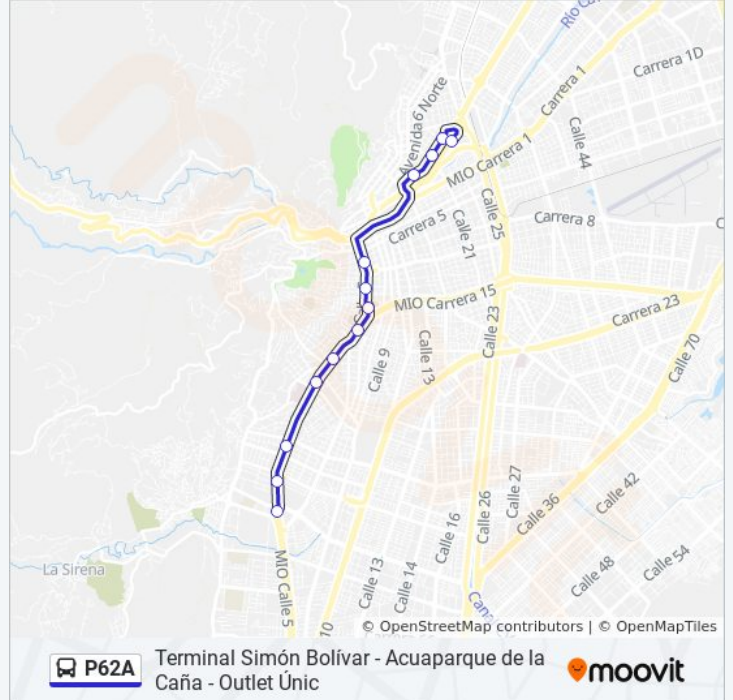 Río Ca
Carrera 1D
Avenida6 Norte
Carrera 1
Calle 44
MIO Carrera 1
Calle 25
Carrera 8
Carrera 5
Calle 21
C
MIO Carrera 15
Carrera 23
Calle 23
Calle 13
Calle 9
Calle 70
Calle 27
Calle 42
Calle 36
Calle 26
Calle 16
La Sirena
MIO Calle 5
Calle 13
Calle 14
Calle 48
Calle 54
10
© OpenStreetMap contributors | © OpenMapTiles
P62A
Terminal Simón Bolívar - Acuaparque de la
Caña - Outlet Únic
moovit